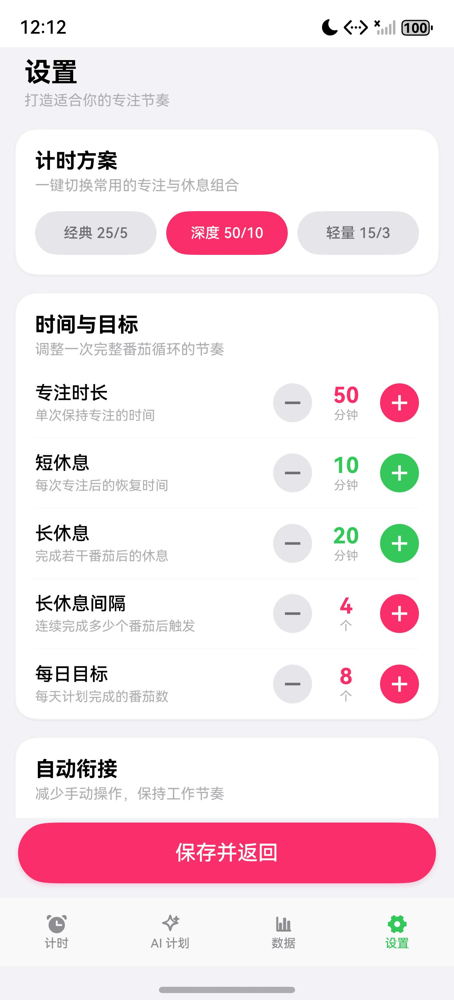 12:12
100
设置
打造适合你的专注节奏
计时方案
一键切换常用的专注与休息组合
经典 25/5
深度 50/10
轻量 15/3
时间与目标
调整一次完整番茄循环的节奏
专注时长
单次保持专注的时间
50
分钟
短休息
每次专注后的恢复时间
10
分钟
长休息
完成若干番茄后的休息
20
分钟
长休息间隔
连续完成多少个番茄后触发
4
个
每日目标
每天计划完成的番茄数
8
个
自动衔接
减少手动操作，保持工作节奏
保存并返回
计时
AI 计划
数据
设置